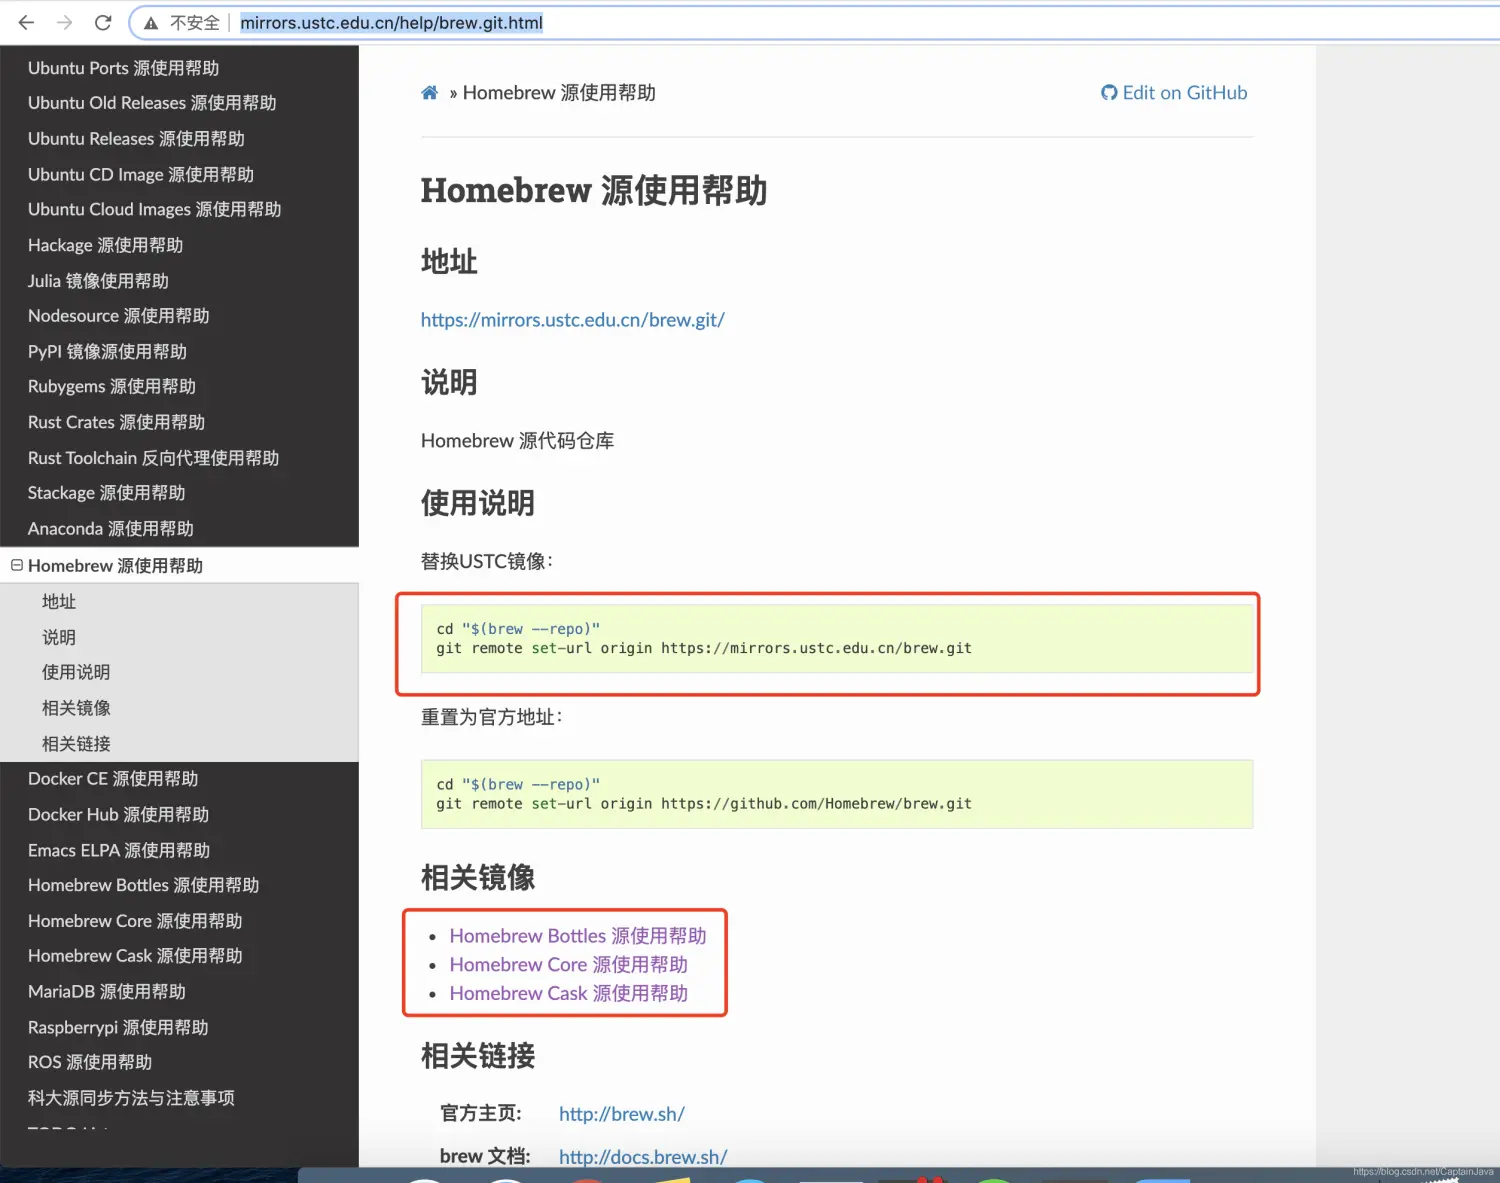 不安全 mirrors.ustc.edu.cn/help/brew.git.html
Ubuntu Ports 源使用帮助
Ubuntu Old Releases 源使用帮助
Ubuntu Releases 源使用帮助
Ubuntu CD Image 源使用帮助
Ubuntu Cloud Images 源使用帮助
Hackage 源使用帮助
Julia 镜像使用帮助
Nodesource 源使用帮助
PyPI 镜像源使用帮助
Rubygems 源使用帮助
Rust Crates 源使用帮助
Rust Toolchain 反向代理使用帮助
Stackage 源使用帮助
Anaconda 源使用帮助
Homebrew 源使用帮助
地址
说明
使用说明
相关镜像
相关链接
Docker CE 源使用帮助
Docker Hub 源使用帮助
Emacs ELPA 源使用帮助
Homebrew Bottles 源使用帮助
Homebrew Core 源使用帮助
Homebrew Cask 源使用帮助
MariaDB 源使用帮助
Raspberrypi 源使用帮助
ROS 源使用帮助
科大源同步方法与注意事项
» Homebrew 源使用帮助
Edit on GitHub
Homebrew 源使用帮助
地址
https://mirrors.ustc.edu.cn/brew.git/
说明
Homebrew 源代码仓库
使用说明
替换USTC镜像：
cd "$(brew --repo)"
git remote set-url origin https://mirrors.ustc.edu.cn/brew.git
重置为官方地址：
cd "$(brew --repo)"
git remote set-url origin https://github.com/Homebrew/brew.git
相关镜像
Homebrew Bottles 源使用帮助
Homebrew Core 源使用帮助
Homebrew Cask 源使用帮助
相关链接
官方主页: http://brew.sh/
brew 文档: http://docs.brew.sh/
https://blog.csdn.net/CaptainJava